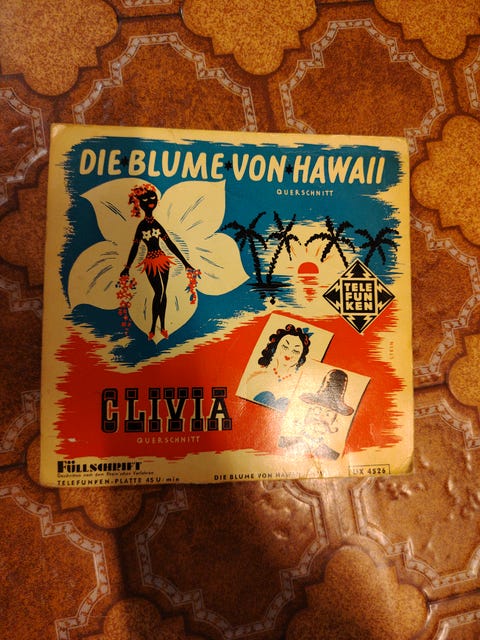 DIE*BLUME*VON*HAWAII
QUERSCHNITT
TELE
FUN
KEN
CLIVIA
QUERSCHNITT
FÜLLSCHRIFT
TELEFUNKEN-PLATTE 45 U/min
DIE BLUME VON HAWAII
UX 4526